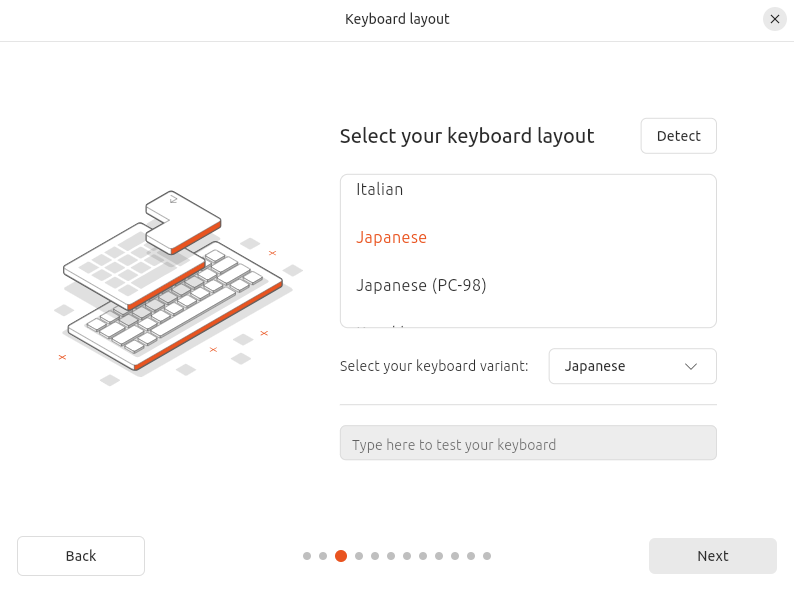 Keyboard layout
Select your keyboard layout
Detect
Italian
Japanese
Japanese (PC-98)
Select your keyboard variant:
Japanese
Type here to test your keyboard
Back
Next